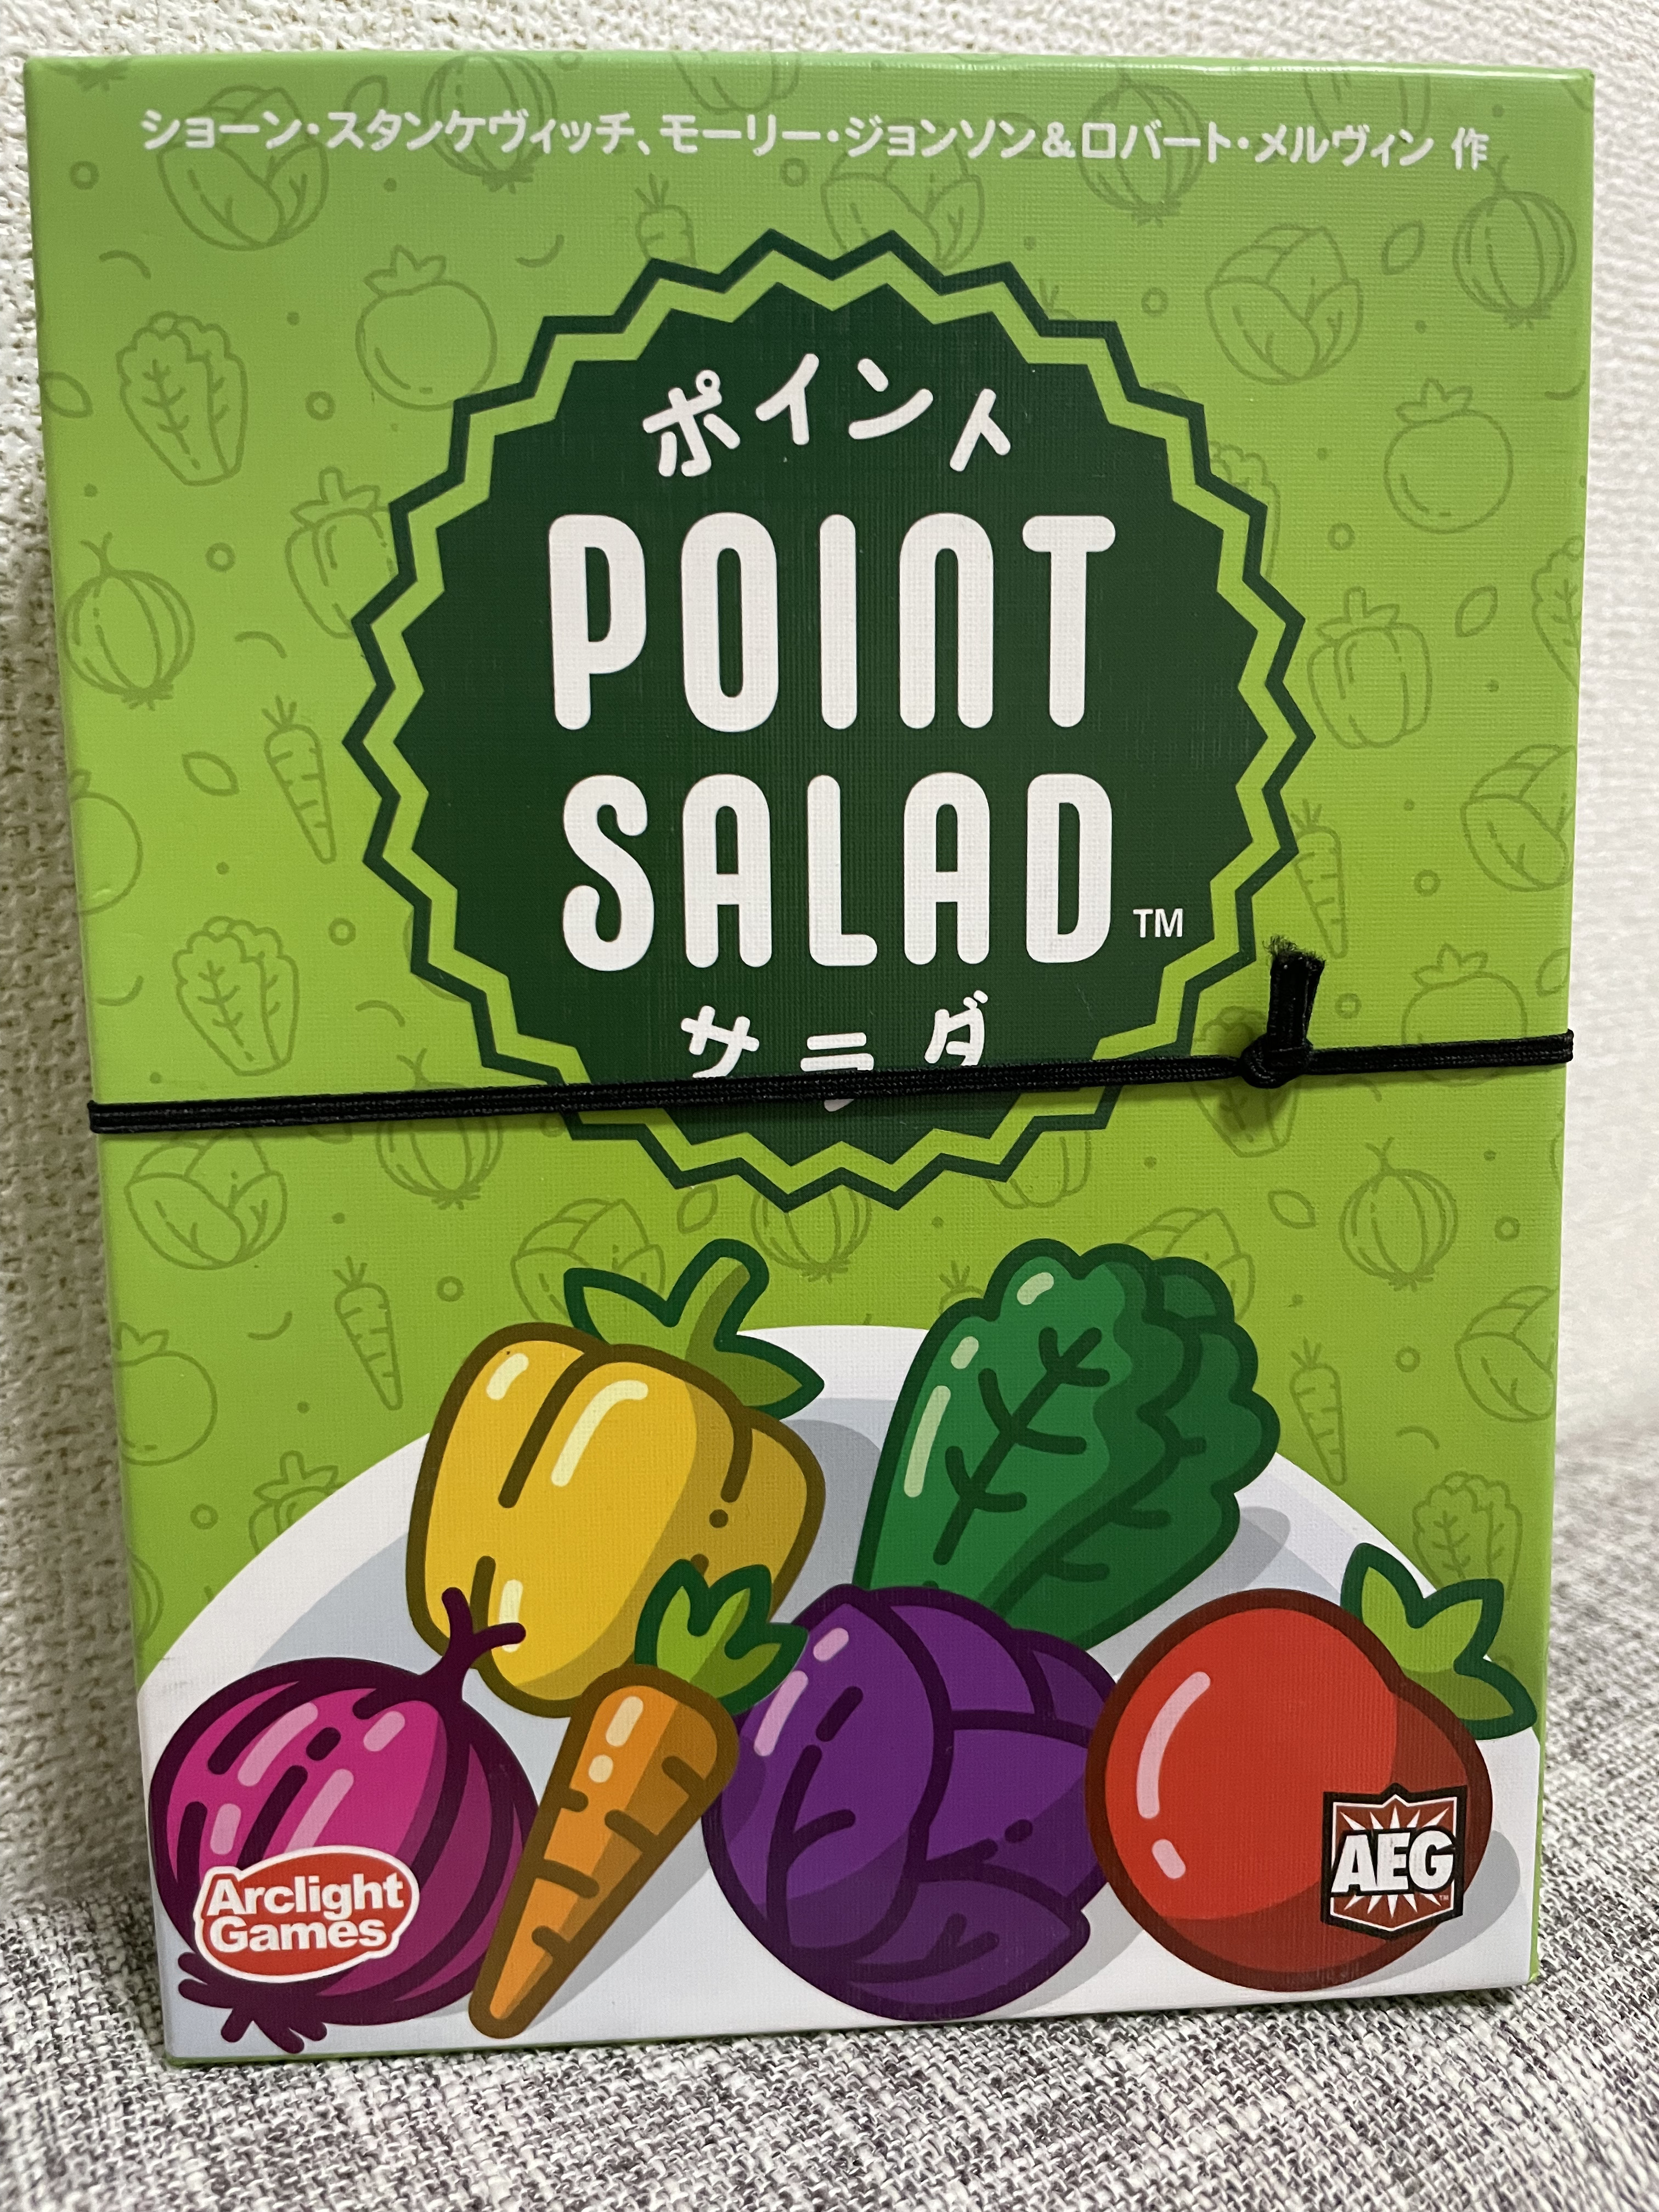 ショーン・スタンケヴィッチ、モーリー・ジョンソン&ロバート・メルヴィン 作
ポイント
POINT
SALAD™
サラダ
Arclight
Games
AEG™